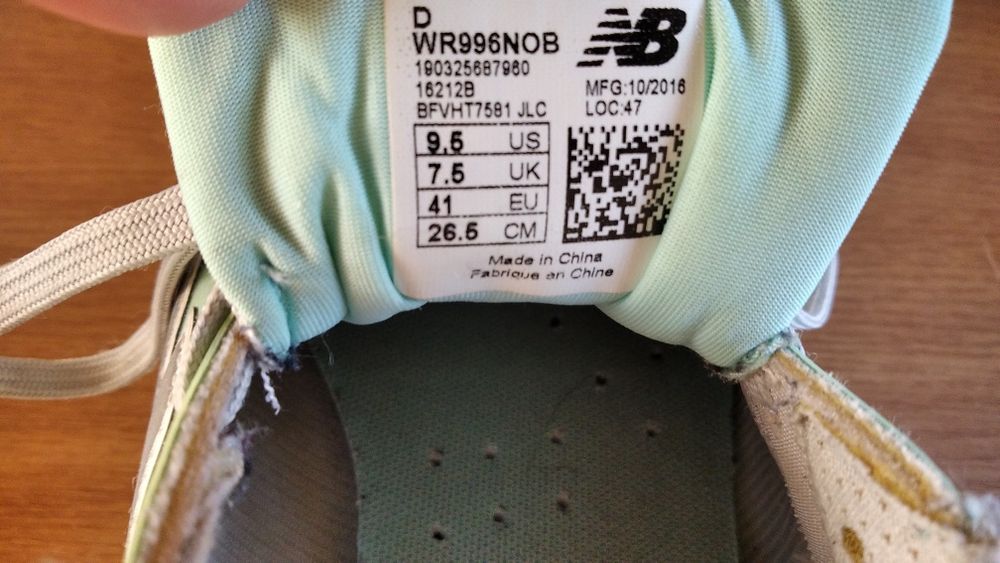 D
WR996NOB
190325687960
16212B
BFVHT7581 JLC
9.5 US
7.5 UK
41 EU
26.5 CM
NB
MFG:10/2016
LOC:47
Made in China
Fabriqué en Chine